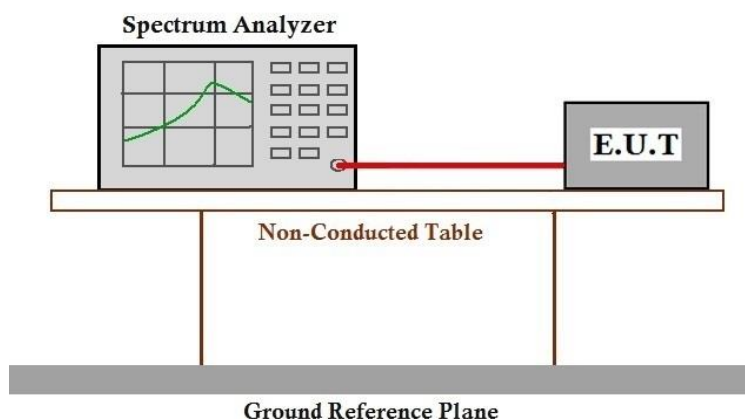 Spectrum Analyzer
E.U.T
Non-Conducted Table
Ground Reference Plane